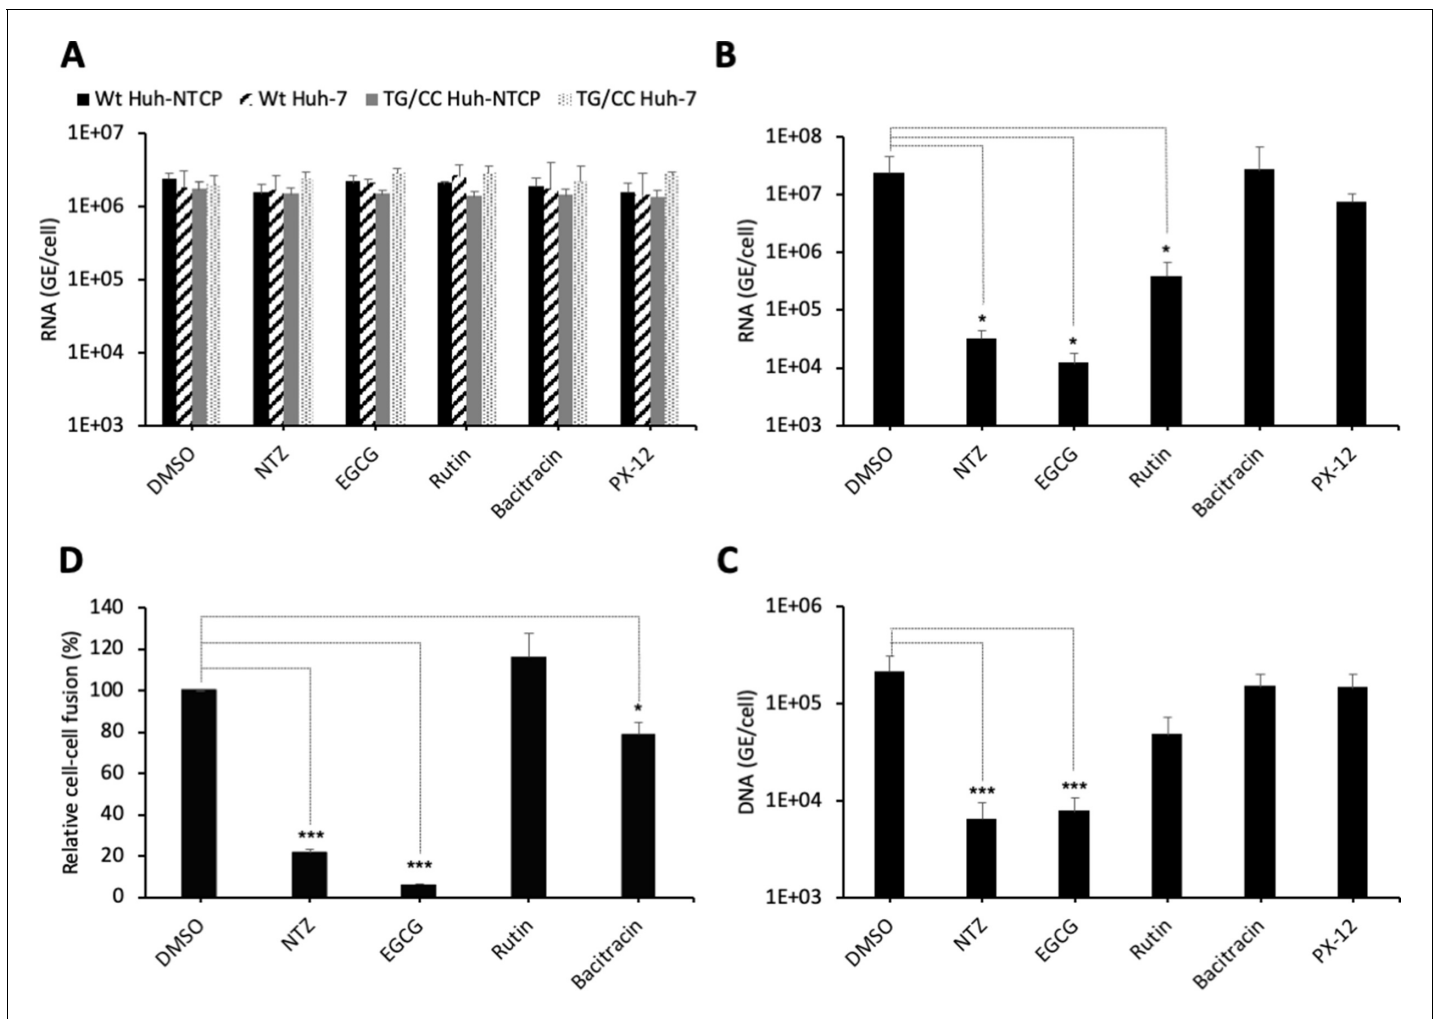 A
Wt Huh-NTCP Wt Huh-7 TG/CC Huh-NTCP TG/CC Huh-7
RNA (GE/cell)
1E+07
1E+06
1E+05
1E+04
1E+03
DMSO NTZ EGCG Rutin Bacitracin PX-12
B
RNA (GE/cell)
1E+08
1E+07
1E+06
1E+05
1E+04
1E+03
*
*
*
DMSO NTZ EGCG Rutin Bacitracin PX-12
D
Relative cell-cell fusion (%)
140
120
100
80
60
40
20
0
***
***
*
DMSO NTZ EGCG Rutin Bacitracin
C
DNA (GE/cell)
1E+06
1E+05
1E+04
1E+03
***
***
DMSO NTZ EGCG Rutin Bacitracin PX-12